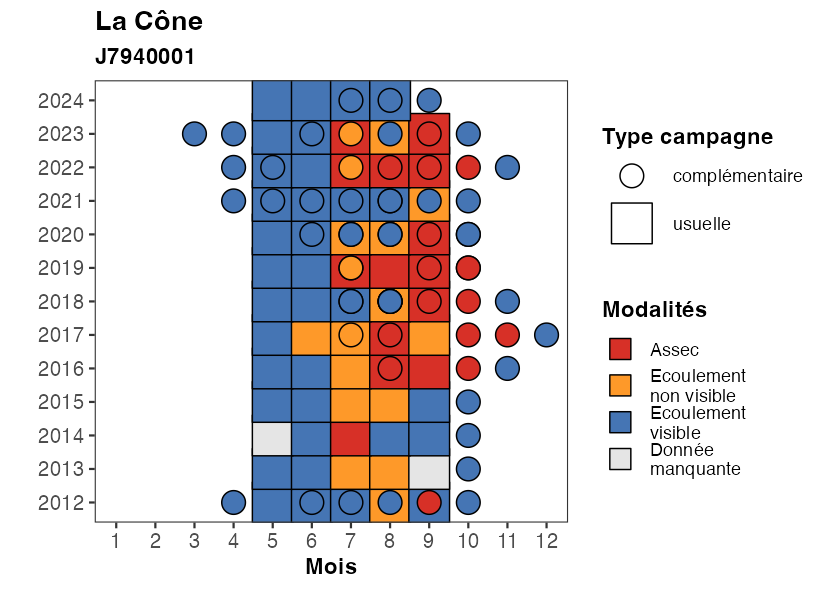 La Cône
J7940001
2024
2023
2022
2021
2020
2019
2018
2017
2016
2015
2014
2013
2012
1 2 3 4 5 6 7 8 9 10 11 12
Mois
Type campagne
complémentaire
usuelle
Modalités
Assec
Ecoulement
non visible
Ecoulement
visible
Donnée
manquante